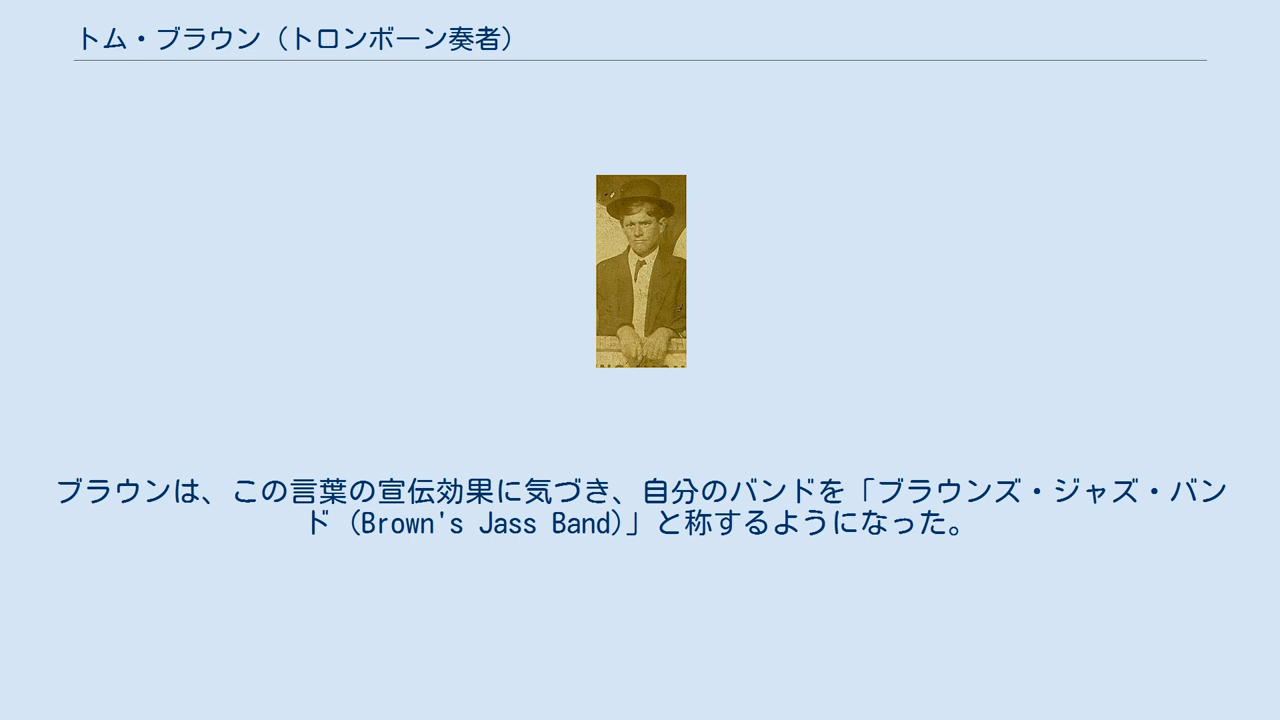 トム・ブラウン（トロンボーン奏者）
ブラウンは、この言葉の宣伝効果に気づき、自分のバンドを「ブラウンズ・ジャズ・バン
ド (Brown's Jass Band)」と称するようになった。